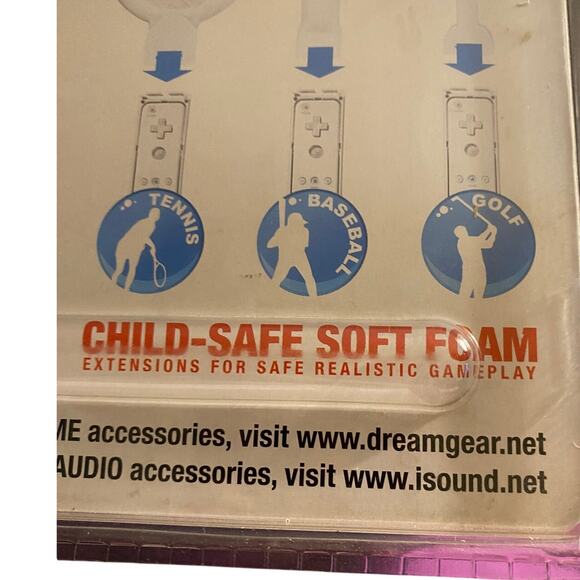 TENNIS
BASEBALL
GOLF
CHILD-SAFE SOFT FOAM
EXTENSIONS FOR SAFE REALISTIC GAMEPLAY
ME accessories, visit www.dreamgear.net
AUDIO accessories, visit www.isound.net